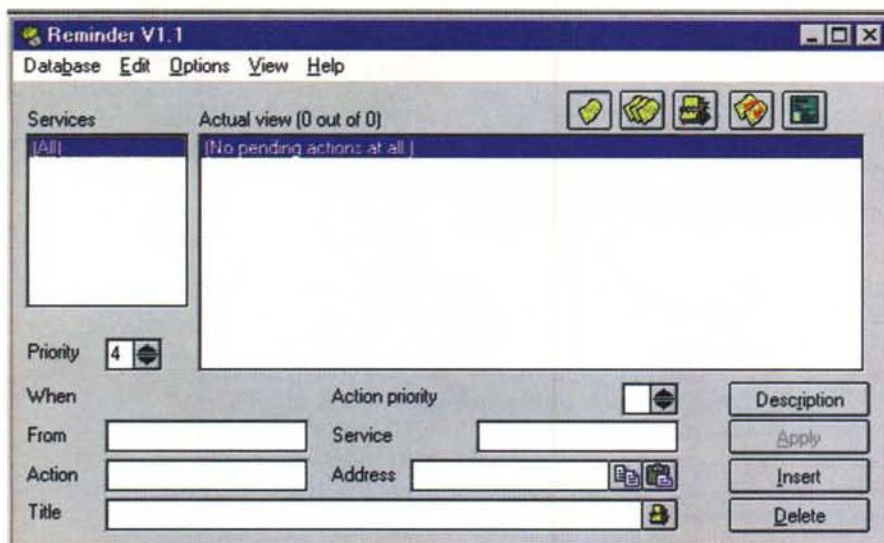 Reminder V1.1
Database Edit Options View Help
Services Actual view (0 out of 0)
(All) (No pending actions at all.)
Priority 4
When Action priority Description
From Service Apply
Action Address Insert
Title Delete